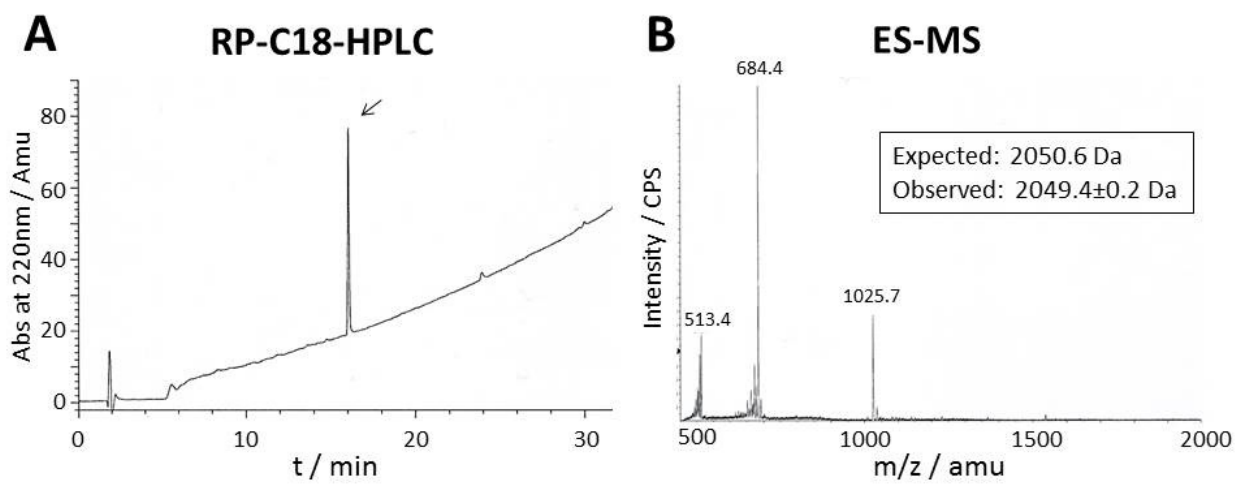 A
RP-C18-HPLC
Abs at 220nm / Amu
80
60
40
20
0
0
10
20
30
t / min
B
ES-MS
Intensity / CPS
684.4
513.4
1025.7
Expected: 2050.6 Da
Observed: 2049.4±0.2 Da
500
1000
1500
2000
m/z / amu